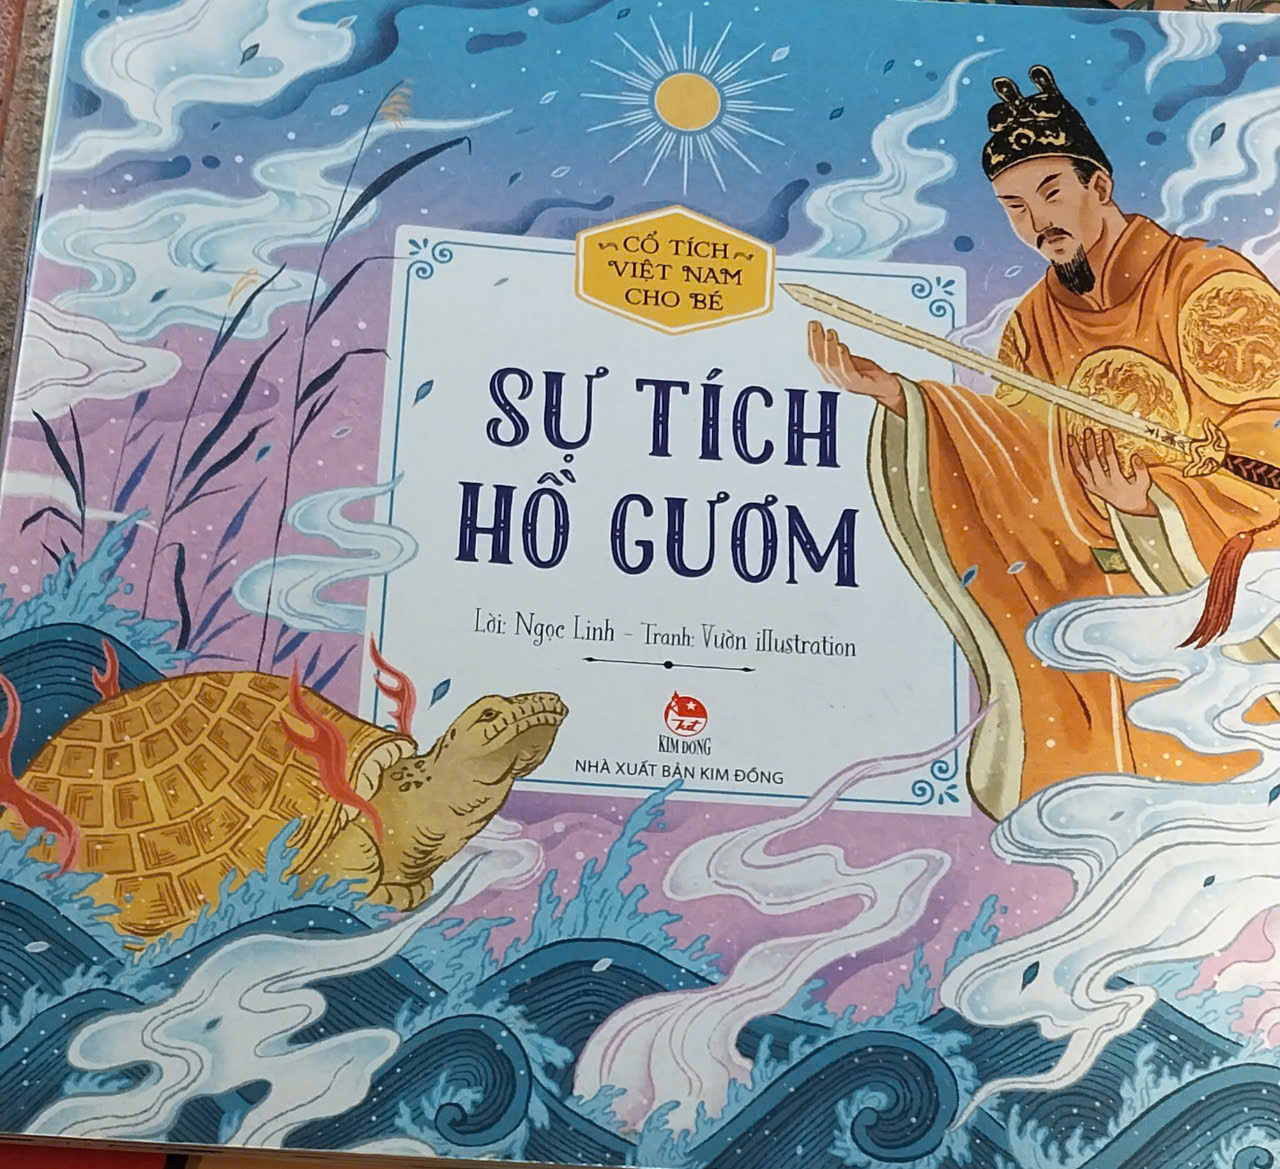 CỔ TÍCH
VIỆT NAM
CHO BÉ
SỰ TÍCH
HỒ GƯƠM
Lời: Ngọc Linh - Tranh: Vườn illustration
KIM ĐỒNG
NHÀ XUẤT BẢN KIM ĐỒNG